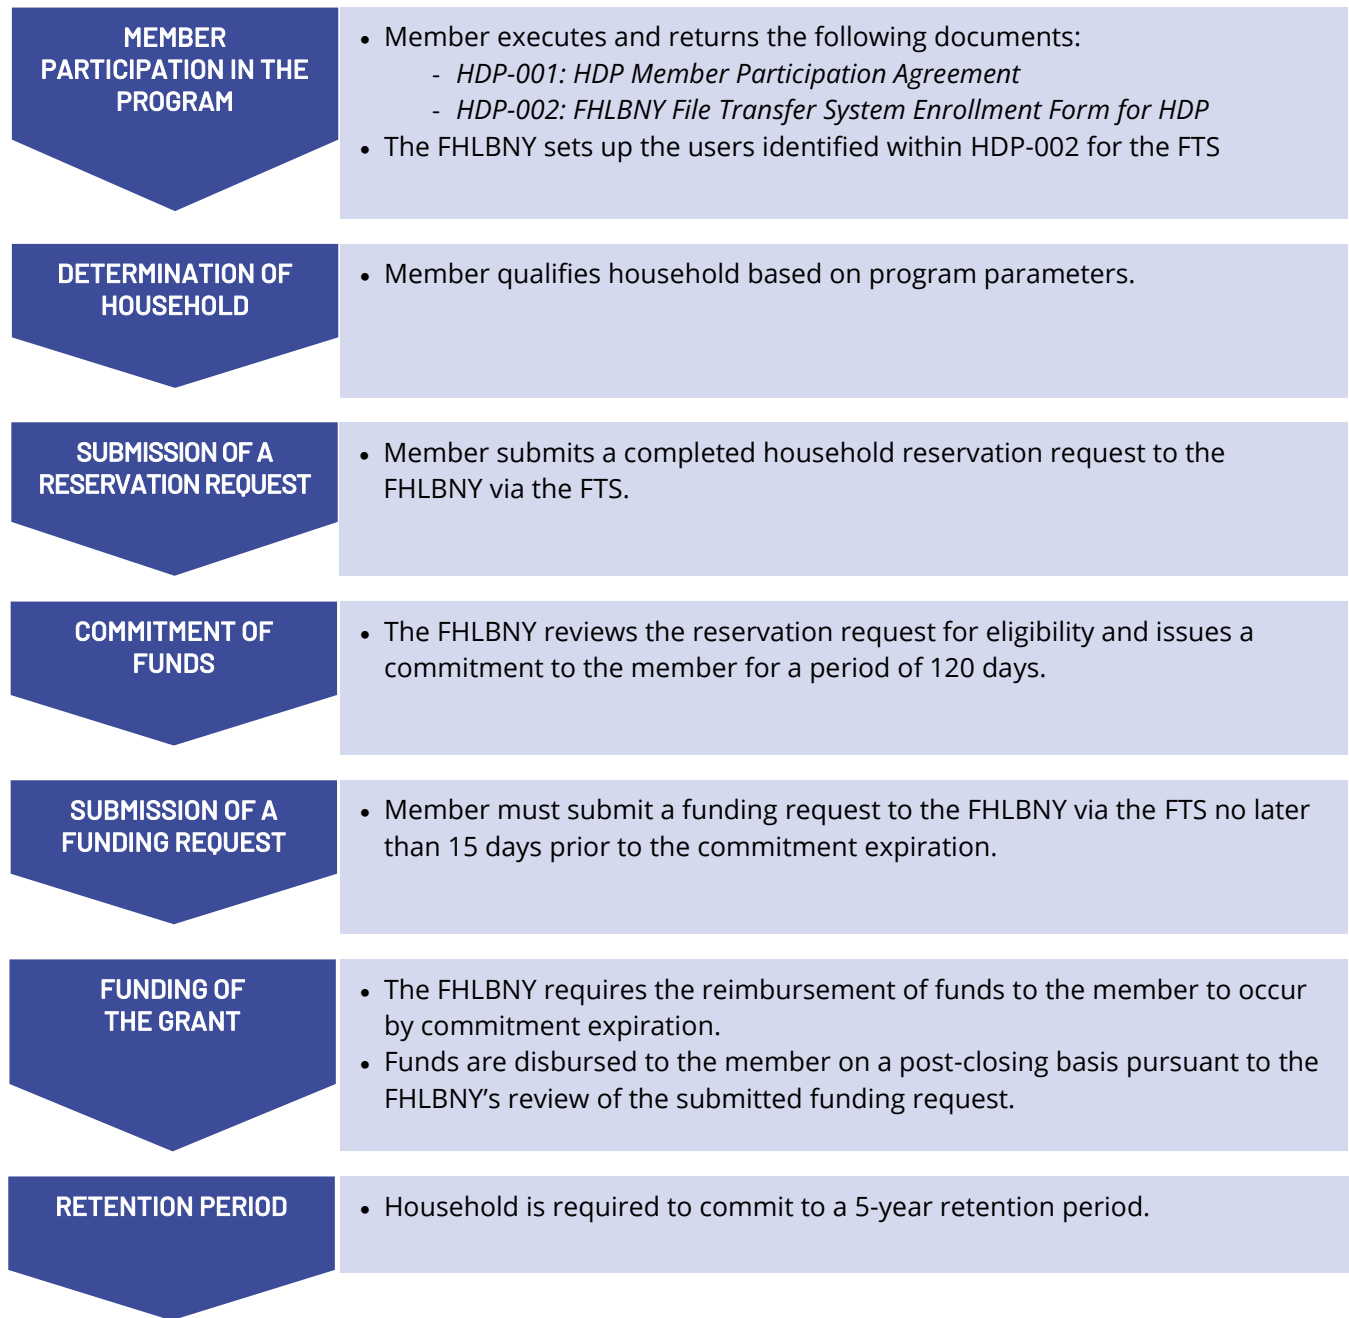 MEMBER
PARTICIPATION IN THE
PROGRAM
• Member executes and returns the following documents:
- HDP-001: HDP Member Participation Agreement
- HDP-002: FHLBNY File Transfer System Enrollment Form for HDP
• The FHLBNY sets up the users identified within HDP-002 for the FTS
DETERMINATION OF
HOUSEHOLD
• Member qualifies household based on program parameters.
SUBMISSION OF A
RESERVATION REQUEST
• Member submits a completed household reservation request to the
FHLBNY via the FTS.
COMMITMENT OF
FUNDS
• The FHLBNY reviews the reservation request for eligibility and issues a
commitment to the member for a period of 120 days.
SUBMISSION OF A
FUNDING REQUEST
• Member must submit a funding request to the FHLBNY via the FTS no later
than 15 days prior to the commitment expiration.
FUNDING OF
THE GRANT
• The FHLBNY requires the reimbursement of funds to the member to occur
by commitment expiration.
• Funds are disbursed to the member on a post-closing basis pursuant to the
FHLBNY’s review of the submitted funding request.
RETENTION PERIOD
• Household is required to commit to a 5-year retention period.